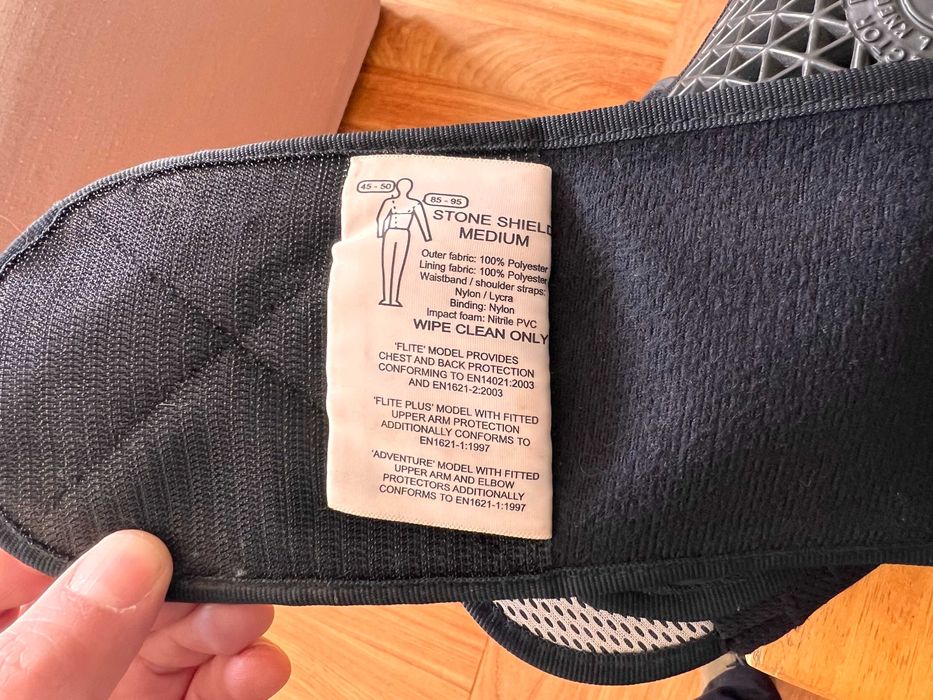 45 - 50
85 - 95
STONE SHIELD
MEDIUM
Outer fabric: 100% Polyester
Lining fabric: 100% Polyester
Waistband / shoulder straps:
Nylon / Lycra
Binding: Nylon
Impact foam: Nitrile PVC
WIPE CLEAN ONLY
'FLITE' MODEL PROVIDES
CHEST AND BACK PROTECTION
CONFORMING TO EN14021:2003
AND EN1621-2:2003
'FLITE PLUS' MODEL WITH FITTED
UPPER ARM PROTECTION
ADDITIONALLY CONFORMS TO
EN1621-1:1997
'ADVENTURE' MODEL WITH FITTED
UPPER ARM AND ELBOW
PROTECTORS ADDITIONALLY
CONFORMS TO EN1621-1:1997